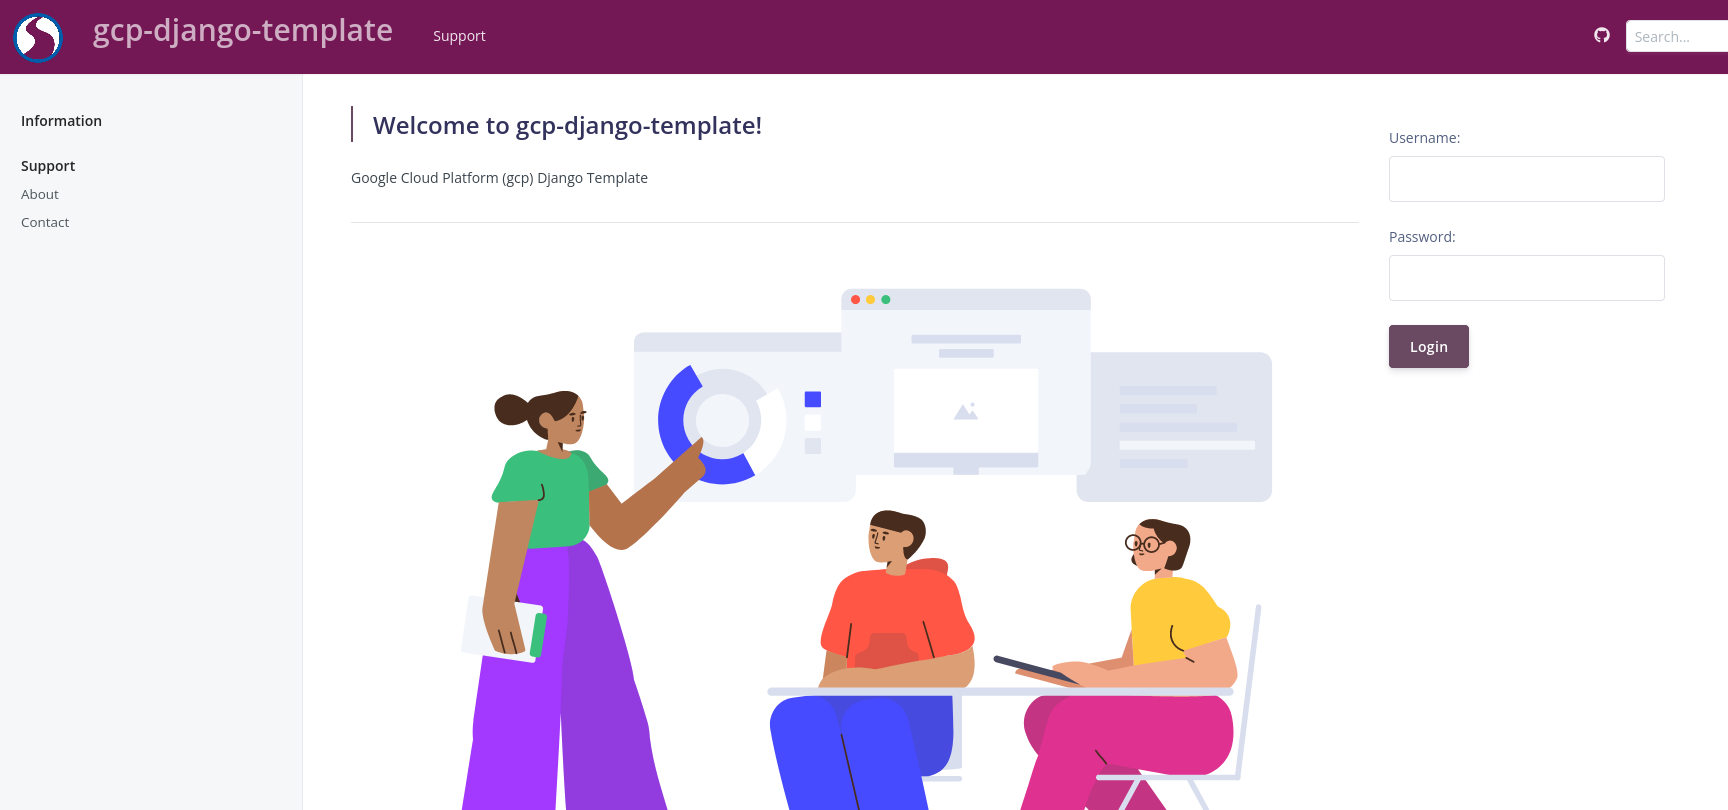 gcp-django-template
Support
Search...
Information
Support
About
Contact
Welcome to gcp-django-template!
Google Cloud Platform (gcp) Django Template
Username:
Password:
Login